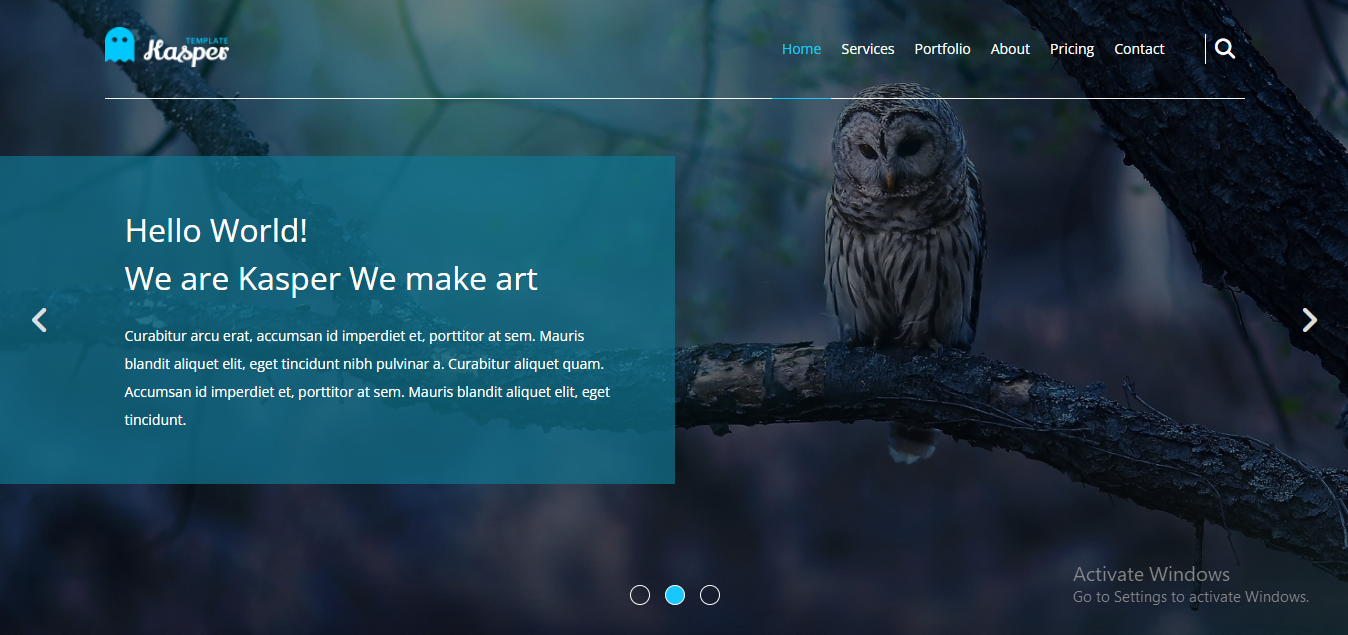 TEMPLATE
Kasper
Home Services Portfolio About Pricing Contact
Hello World!
We are Kasper We make art
Curabitur arcu erat, accumsan id imperdiet et, porttitor at sem. Mauris
blandit aliquet elit, eget tincidunt nibh pulvinar a. Curabitur aliquet quam.
Accumsan id imperdiet et, porttitor at sem. Mauris blandit aliquet elit, eget
tincidunt.
Activate Windows
Go to Settings to activate Windows.